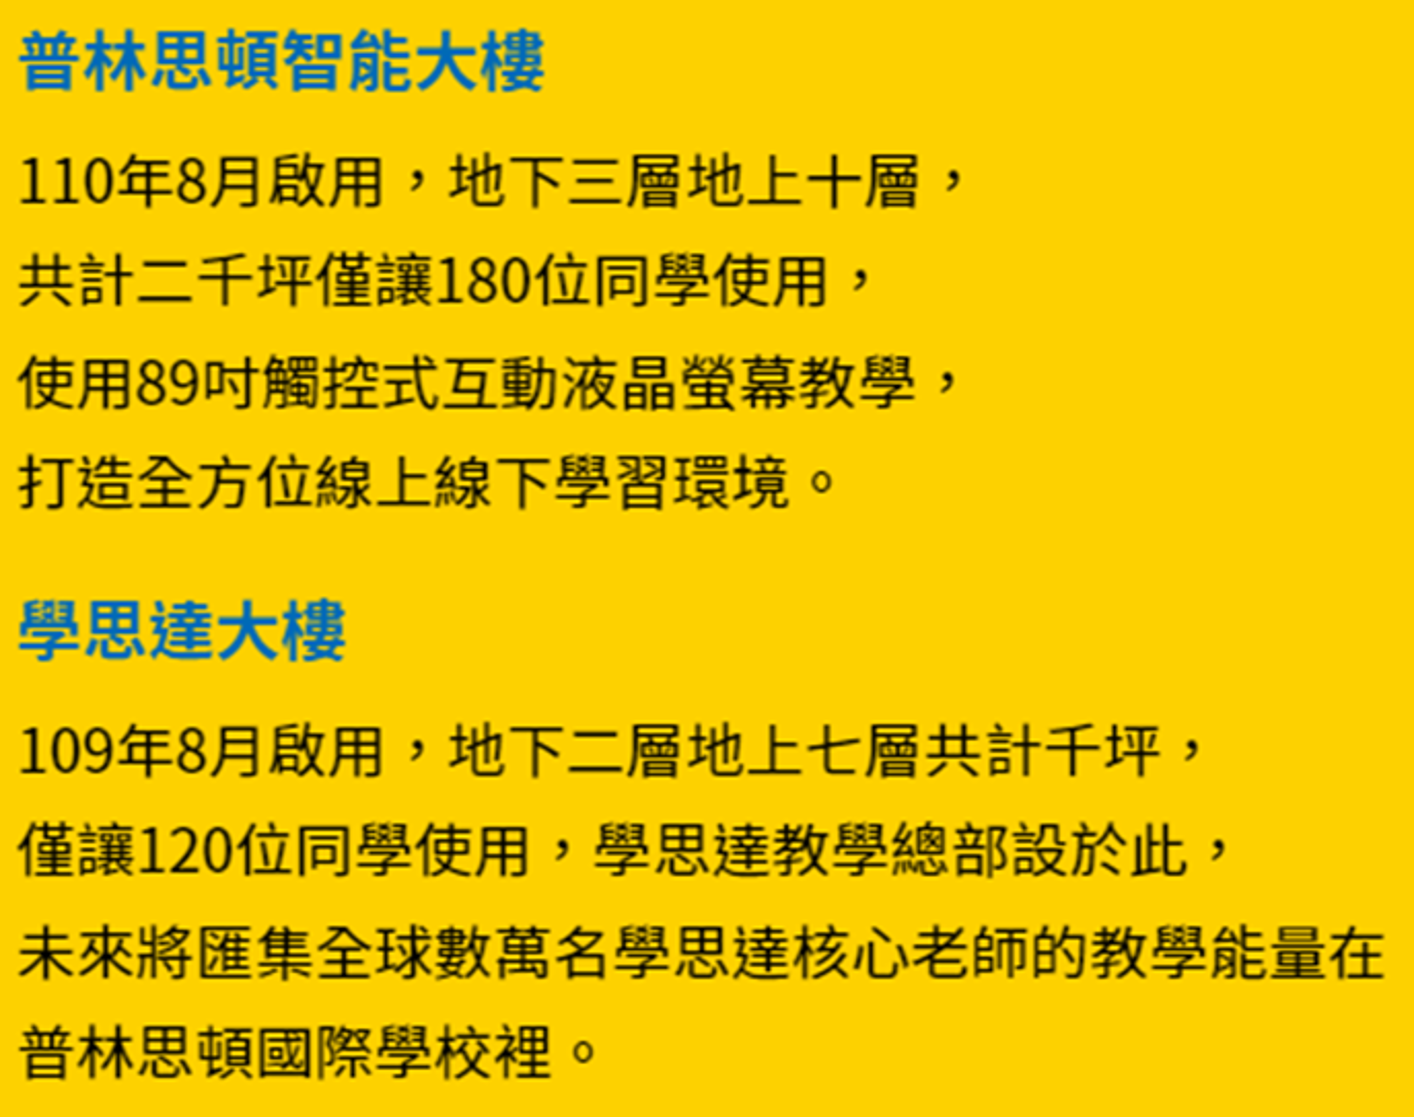 普林思頓智能大樓
110年8月啟用，地下三層地上十層，
共計二千坪僅讓180位同學使用，
使用89吋觸控式互動液晶螢幕教學，
打造全方位線上線下學習環境。
學思達大樓
109年8月啟用，地下二層地上七層共計千坪，
僅讓120位同學使用，學思達教學總部設於此，
未來將匯集全球數萬名學思達核心老師的教學能量在
普林思頓國際學校裡。